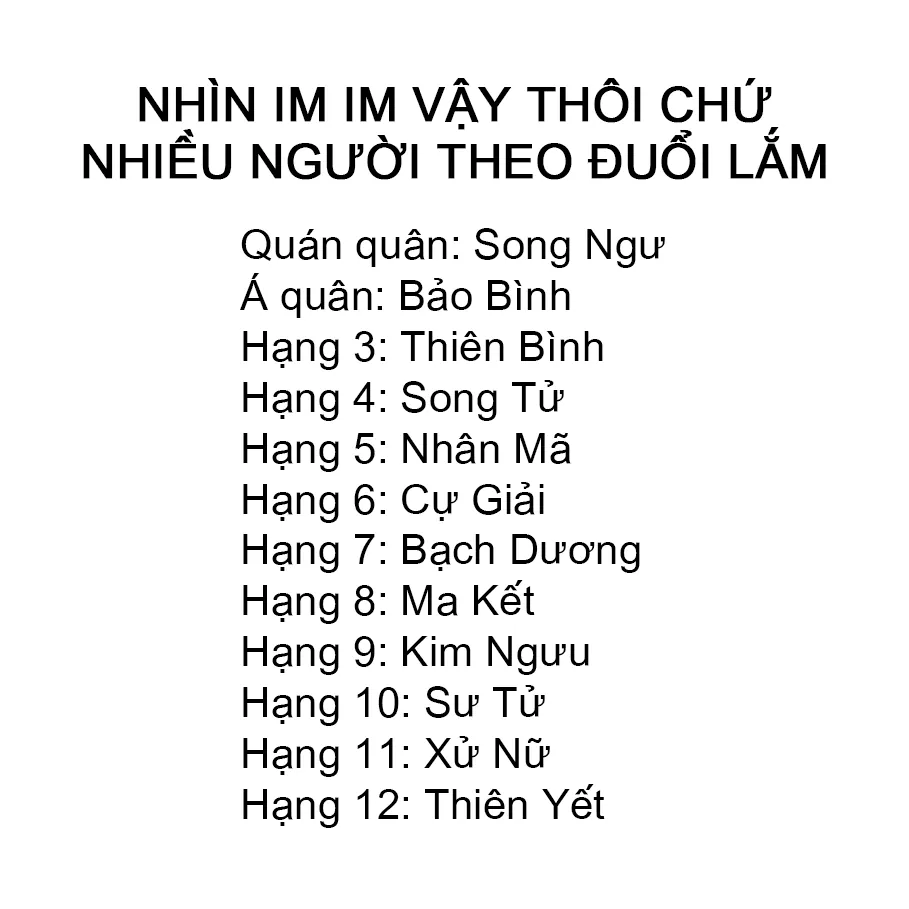 NHÌN IM IM VẬY THÔI CHỨ
NHIỀU NGƯỜI THEO ĐUỔI LẮM
Quán quân: Song Ngư
Á quân: Bảo Bình
Hạng 3: Thiên Bình
Hạng 4: Song Tử
Hạng 5: Nhân Mã
Hạng 6: Cự Giải
Hạng 7: Bạch Dương
Hạng 8: Ma Kết
Hạng 9: Kim Ngưu
Hạng 10: Sư Tử
Hạng 11: Xử Nữ
Hạng 12: Thiên Yết